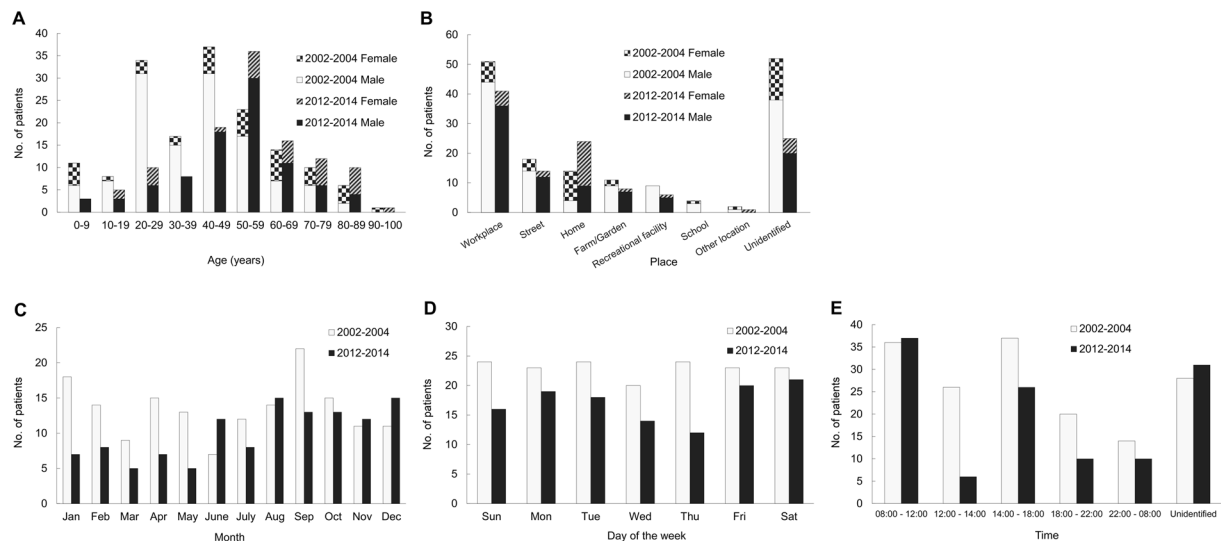 A
40
35
30
25
20
15
10
5
0
No. of patients
2002-2004 Female
2002-2004 Male
2012-2014 Female
2012-2014 Male
0-9 10-19 20-29 30-39 40-49 50-59 60-69 70-79 80-89 90-100
Age (years)
B
60
50
40
30
20
10
0
No. of patients
2002-2004 Female
2002-2004 Male
2012-2014 Female
2012-2014 Male
Workplace Street Home Farm/Garden Recreational facility School Other location Unidentified
Place
C
25
20
15
10
5
0
No. of patients
2002-2004
2012-2014
Jan Feb Mar Apr May June July Aug Sep Oct Nov Dec
Month
D
30
25
20
15
10
5
0
No. of patients
2002-2004
2012-2014
Sun Mon Tue Wed Thu Fri Sat
Day of the week
E
40
35
30
25
20
15
10
5
0
No. of patients
2002-2004
2012-2014
08:00 - 12:00 12:00 - 14:00 14:00 - 18:00 18:00 - 22:00 22:00 - 08:00 Unidentified
Time